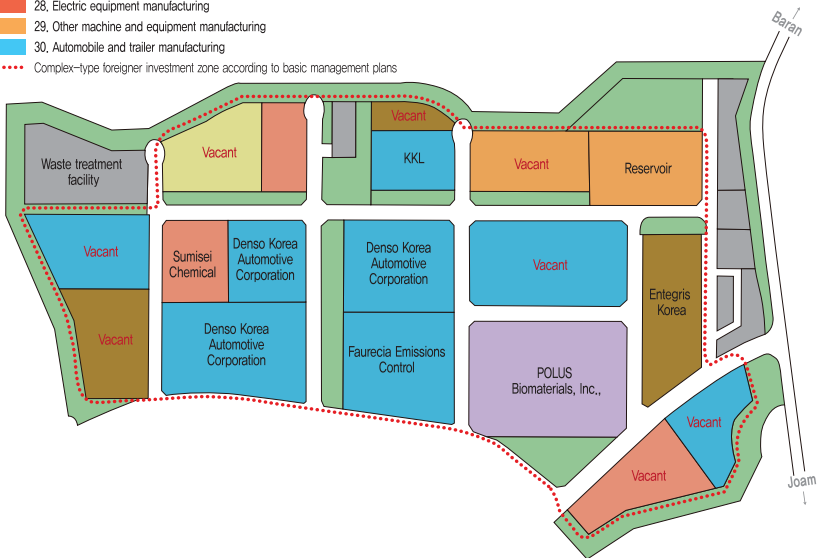 28. Electric equipment manufacturing
29. Other machine and equipment manufacturing
30. Automobile and trailer manufacturing
Complex-type foreigner investment zone according to basic management plans
Baran
Waste treatment
facility
Vacant
Vacant
KKL
Vacant
Reservoir
Vacant
Sumisei
Chemical
Denso Korea
Automotive
Corporation
Denso Korea
Automotive
Corporation
Vacant
Entegris
Korea
Vacant
Denso Korea
Automotive
Corporation
Faurecia Emissions
Control
POLUS
Biomaterials, Inc.,
Vacant
Vacant
Joam